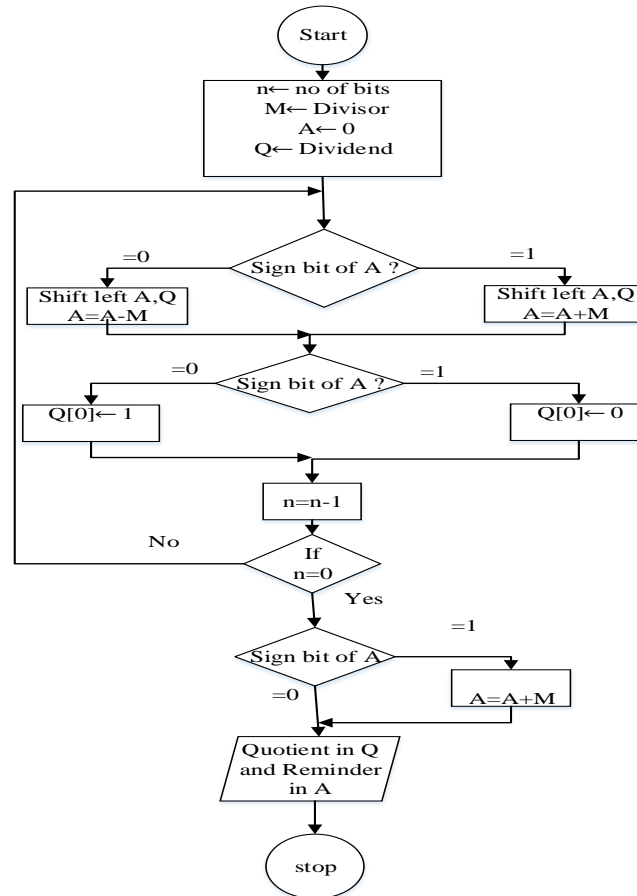 Start
n← no of bits
M← Divisor
A← 0
Q← Dividend
Sign bit of A ?
=0
=1
Shift left A,Q
A=A-M
Shift left A,Q
A=A+M
Sign bit of A ?
=0
=1
Q[0]← 1
Q[0]← 0
n=n-1
If
n=0
No
Yes
Sign bit of A
=1
=0
A=A+M
Quotient in Q
and Reminder
in A
stop